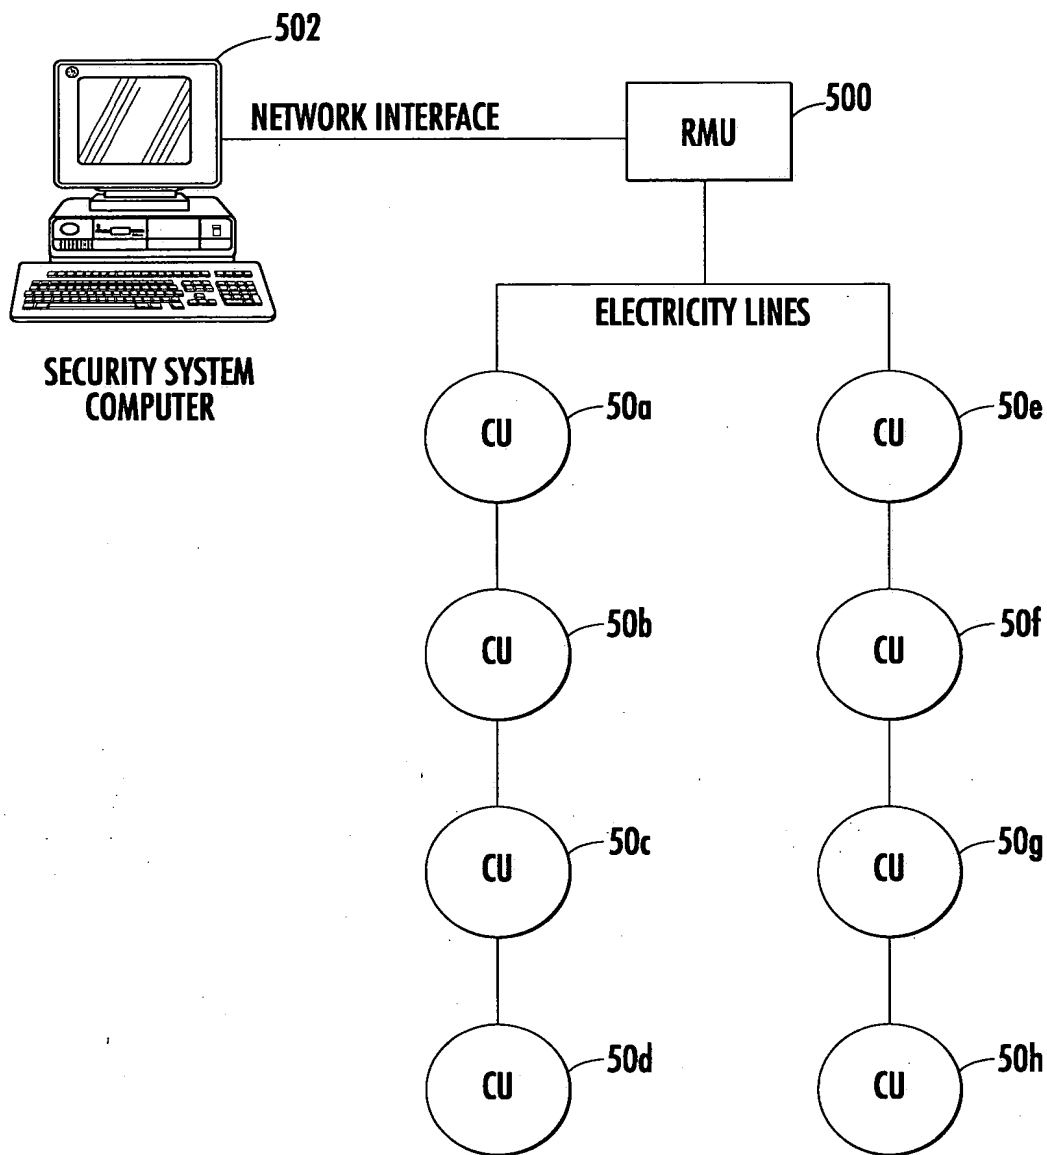 502
NETWORK INTERFACE
500
RMU
ELECTRICITY LINES
SECURITY SYSTEM
COMPUTER
CU
50a
CU
50e
CU
50b
CU
50f
CU
50c
CU
50g
CU
50d
CU
50h